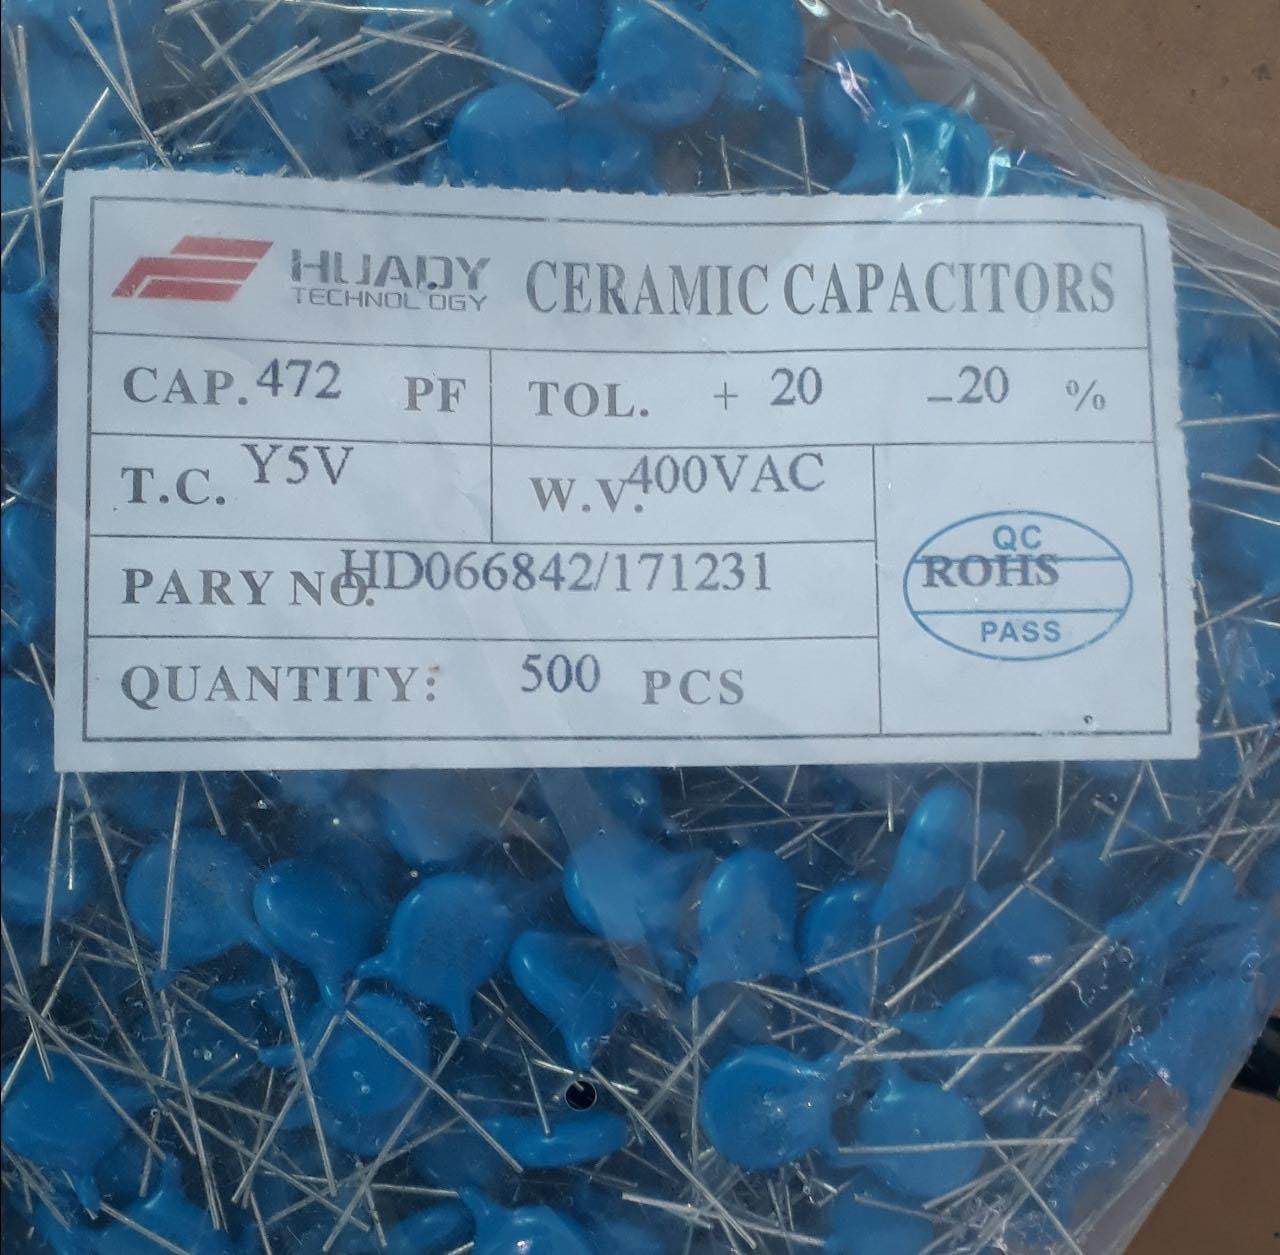 HUADY
TECHNOLOGY
CERAMIC CAPACITORS
CAP. 472 PF
TOL. + 20 -20 %
T.C. Y5V
W.V. 400VAC
PARY NO. HD066842/171231
QUANTITY: 500 PCS
QC
ROHS
PASS